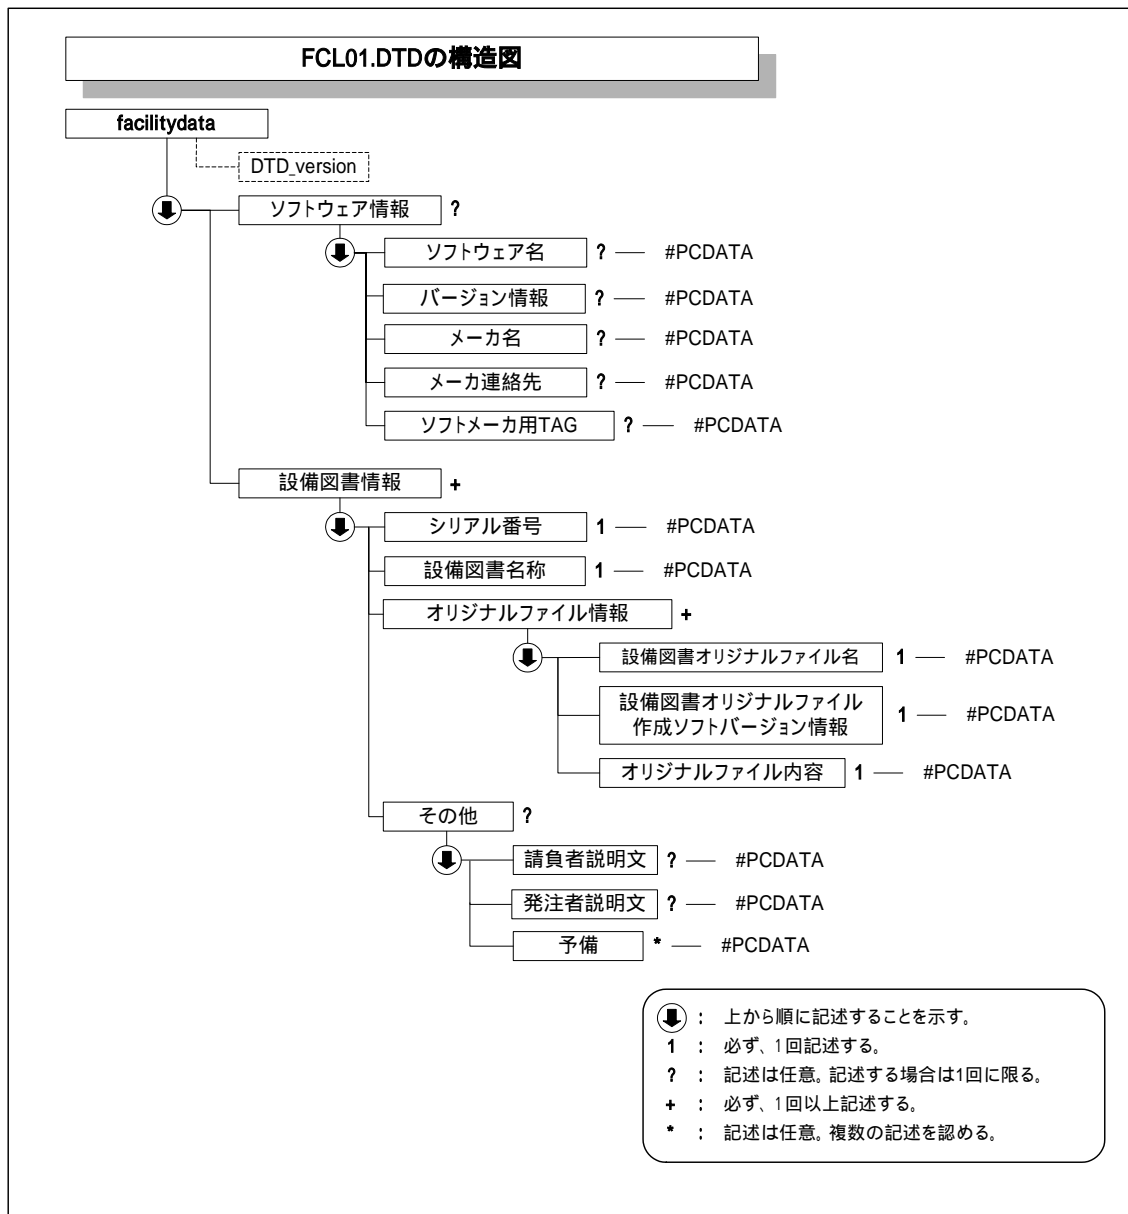 FCL01.DTDの構造図
facilitydata
DTD_version
ソフトウェア情報 ?
ソフトウェア名 ? #PCDATA
バージョン情報 ? #PCDATA
メーカ名 ? #PCDATA
メーカ連絡先 ? #PCDATA
ソフトメーカ用TAG ? #PCDATA
設備図書情報 +
シリアル番号 1 #PCDATA
設備図書名称 1 #PCDATA
オリジナルファイル情報 +
設備図書オリジナルファイル名 1 #PCDATA
設備図書オリジナルファイル
作成ソフトバージョン情報 1 #PCDATA
オリジナルファイル内容 1 #PCDATA
その他 ?
請負者説明文 ? #PCDATA
発注者説明文 ? #PCDATA
予備 * #PCDATA
: 上から順に記述することを示す。
1 : 必ず、1回記述する。
? : 記述は任意。記述する場合は1回に限る。
+ : 必ず、1回以上記述する。
* : 記述は任意。複数の記述を認める。